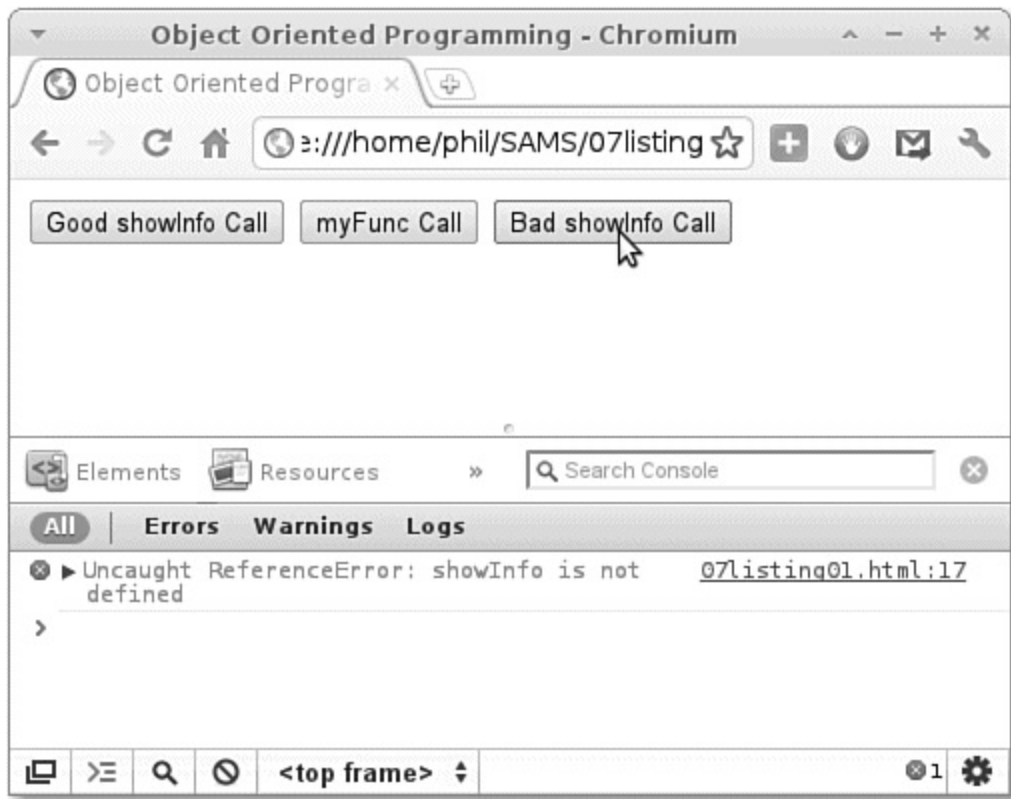 Object Oriented Programming - Chromium
Object Oriented Progra
e:///home/phil/SAMS/07listing
Good showInfo Call myFunc Call Bad showInfo Call
Elements Resources » Search Console
All Errors Warnings Logs
Uncaught ReferenceError: showInfo is not 07listing01.html:17
defined
>
<top frame> 1